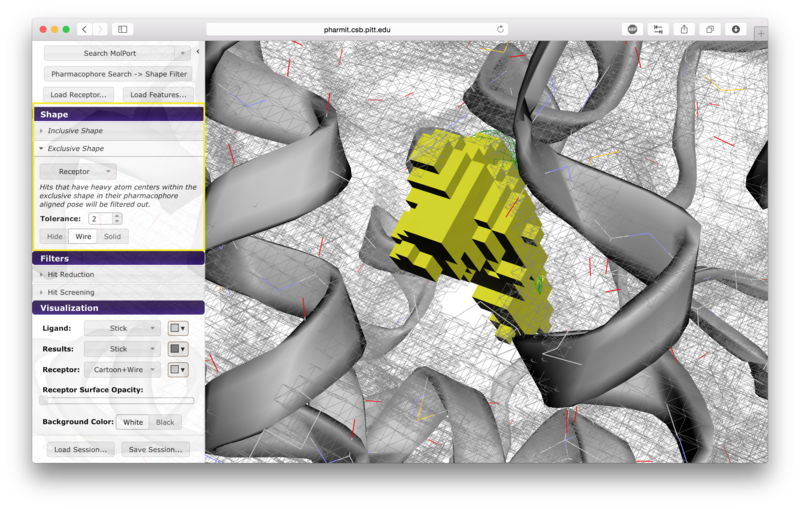 pharmit.csb.pitt.edu
Search MolPort
Pharmacophore Search -> Shape Filter
Load Receptor... Load Features...
Shape
Inclusive Shape
Exclusive Shape
Receptor
Hits that have heavy atom centers within the
exclusive shape in their pharmacophore
aligned pose will be filtered out.
Tolerance: 2
Hide Wire Solid
Filters
Hit Reduction
Hit Screening
Visualization
Ligand: Stick
Results: Stick
Receptor: Cartoon+Wire
Receptor Surface Opacity:
Background Color: White Black
Load Session... Save Session...